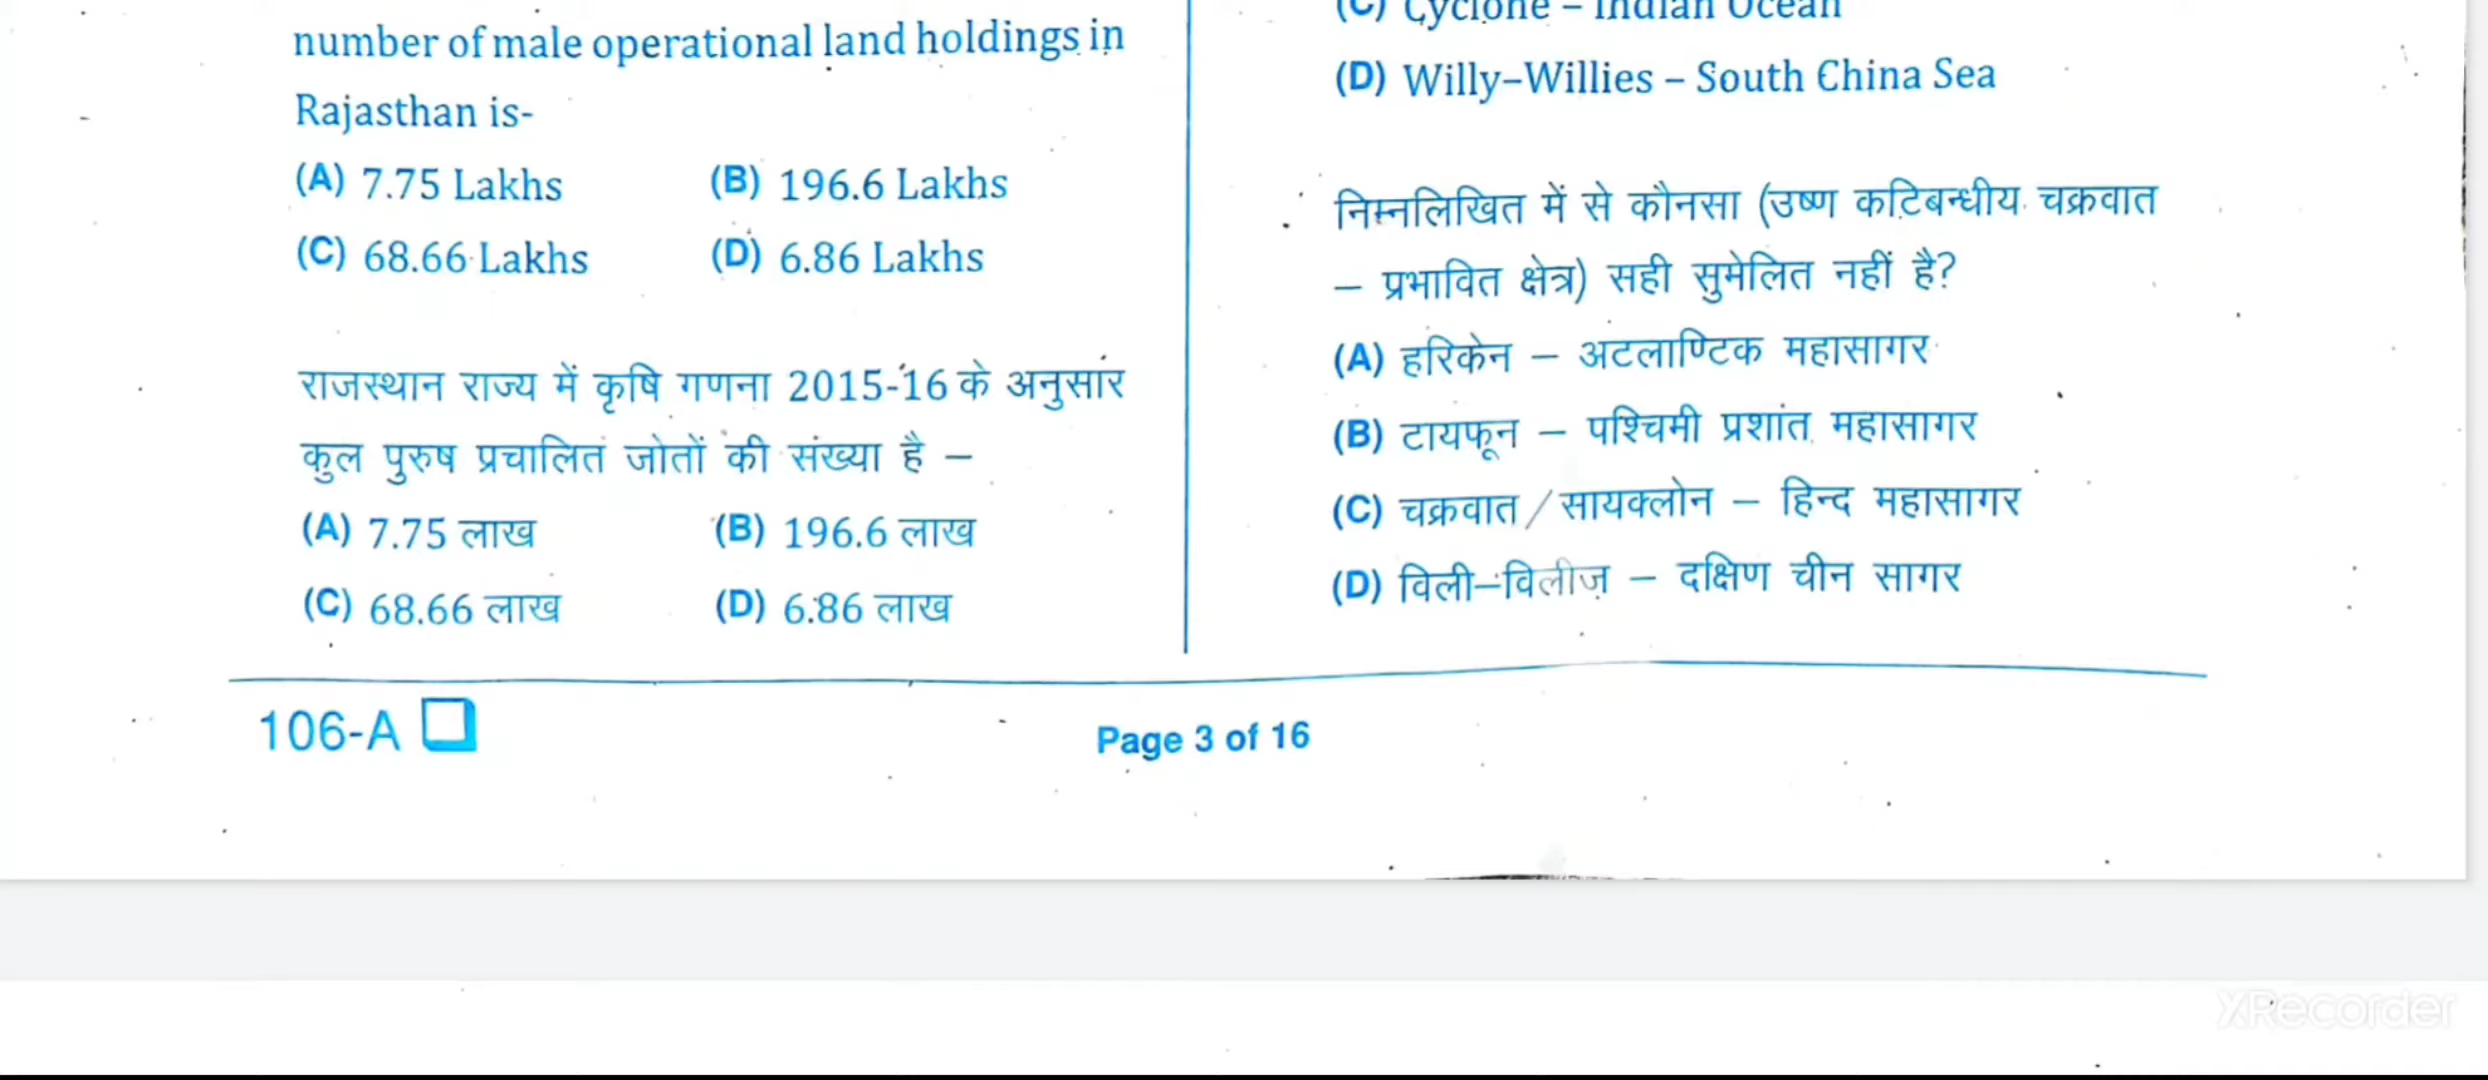 number of male operational land holdings in
Rajasthan is-
(A) 7.75 Lakhs (B) 196.6 Lakhs
(C) 68.66 Lakhs (D) 6.86 Lakhs
राजस्थान राज्य में कृषि गणना 2015-16 के अनुसार
कुल पुरुष प्रचालित जोतों की संख्या है –
(A) 7.75 लाख (B) 196.6 लाख
(C) 68.66 लाख (D) 6.86 लाख
(C) Cyclone – Indian Ocean
(D) Willy–Willies – South China Sea
निम्नलिखित में से कौनसा (उष्ण कटिबन्धीय चक्रवात
– प्रभावित क्षेत्र) सही सुमेलित नहीं है?
(A) हरिकेन – अटलाण्टिक महासागर
(B) टायफून – पश्चिमी प्रशांत महासागर
(C) चक्रवात / सायक्लोन – हिन्द महासागर
(D) विली–विलीज़ – दक्षिण चीन सागर
106-A
Page 3 of 16
XRecorder